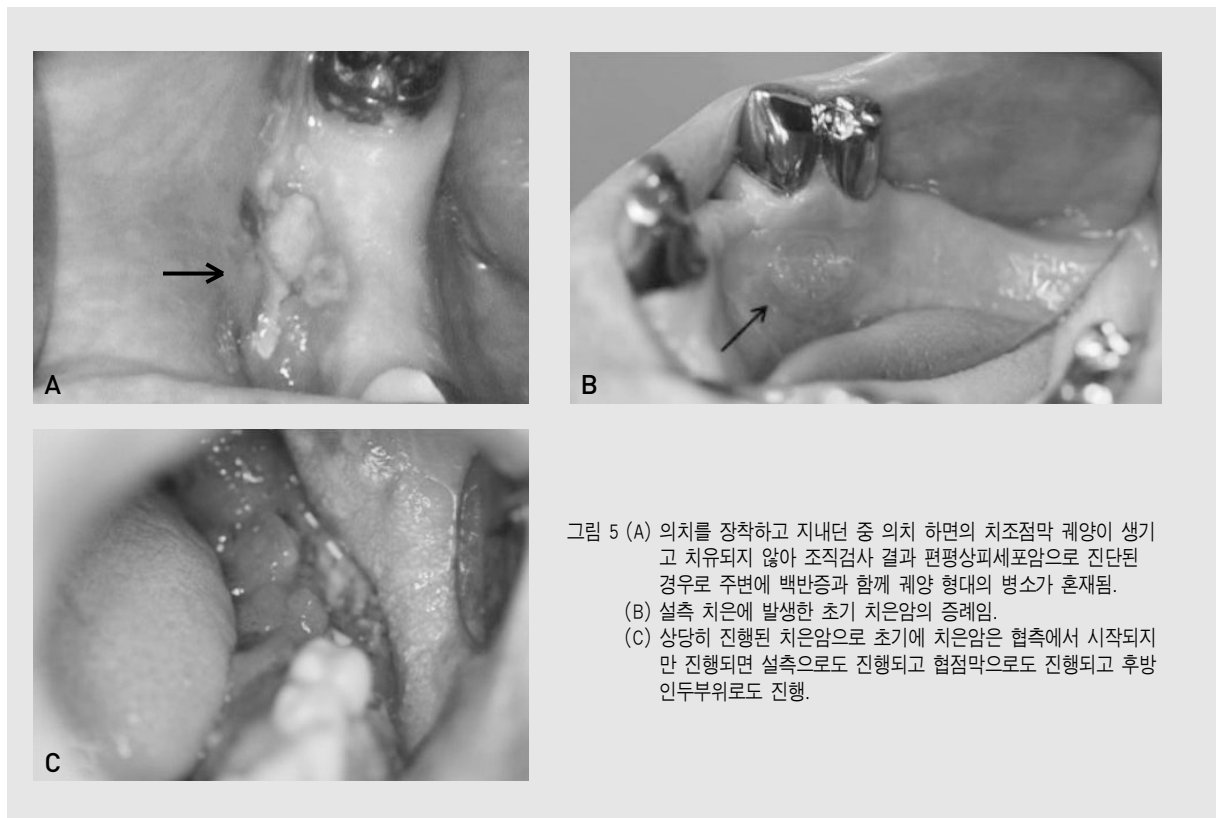 A
B
C
그림 5 (A) 의치를 장착하고 지내던 중 의치 하면의 치조점막 궤양이 생기
고 치유되지 않아 조직검사 결과 편평상피세포암으로 진단된
경우로 주변에 백반증과 함께 궤양 형대의 병소가 혼재됨.
(B) 설측 치은에 발생한 초기 치은암의 증례임.
(C) 상당히 진행된 치은암으로 초기에 치은암은 협측에서 시작되지
만 진행되면 설측으로도 진행되고 협점막으로도 진행되고 후방
인두부위로도 진행.